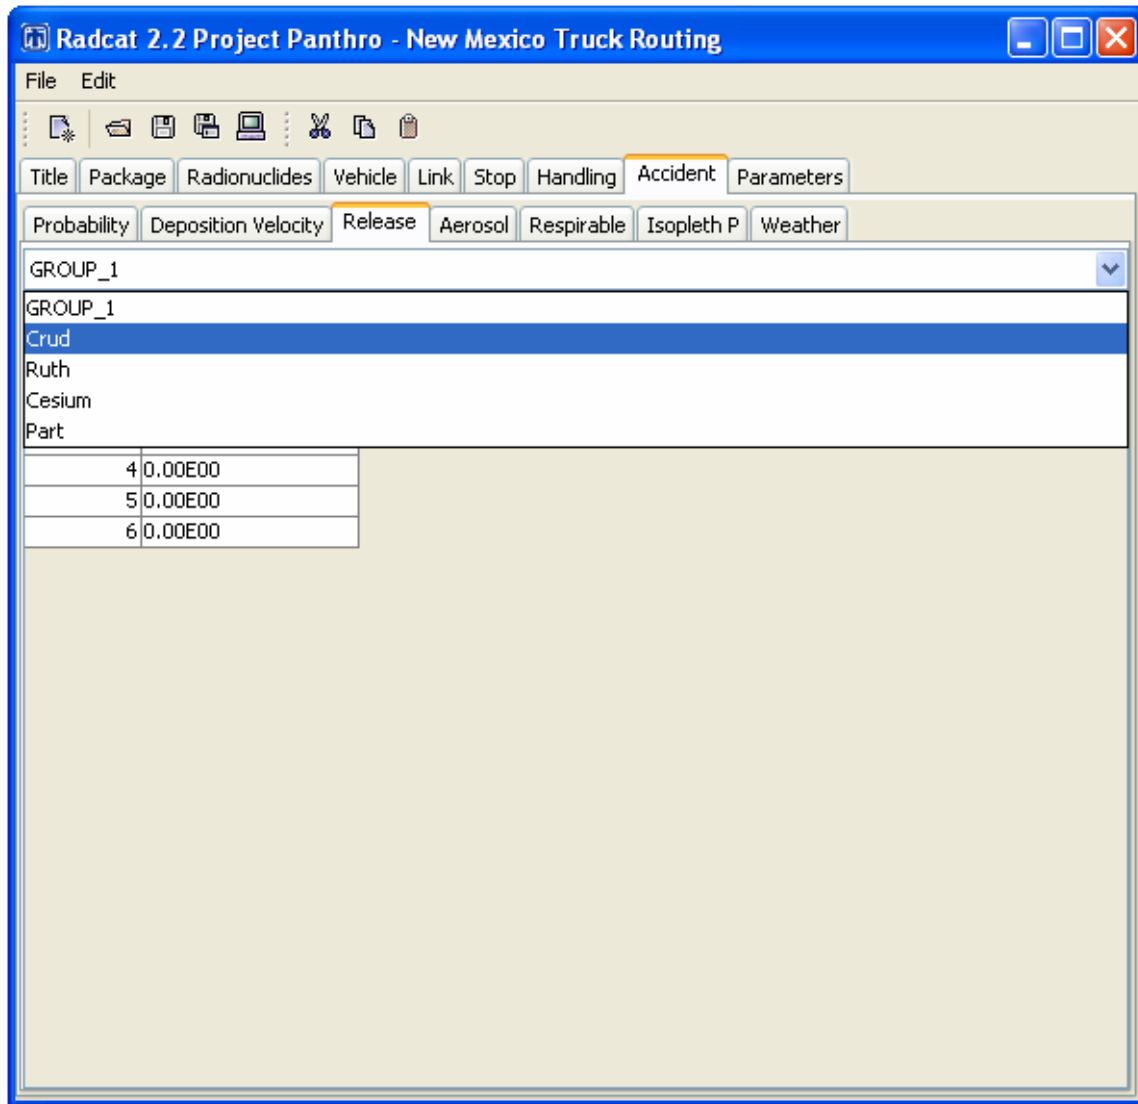 Radcat 2.2 Project Panthro - New Mexico Truck Routing
File Edit
Title Package Radionuclides Vehicle Link Stop Handling Accident Parameters
Probability Deposition Velocity Release Aerosol Respirable Isopleth P Weather
GROUP_1
GROUP_1
Crud
Ruth
Cesium
Part
4 0.00E00
5 0.00E00
6 0.00E00